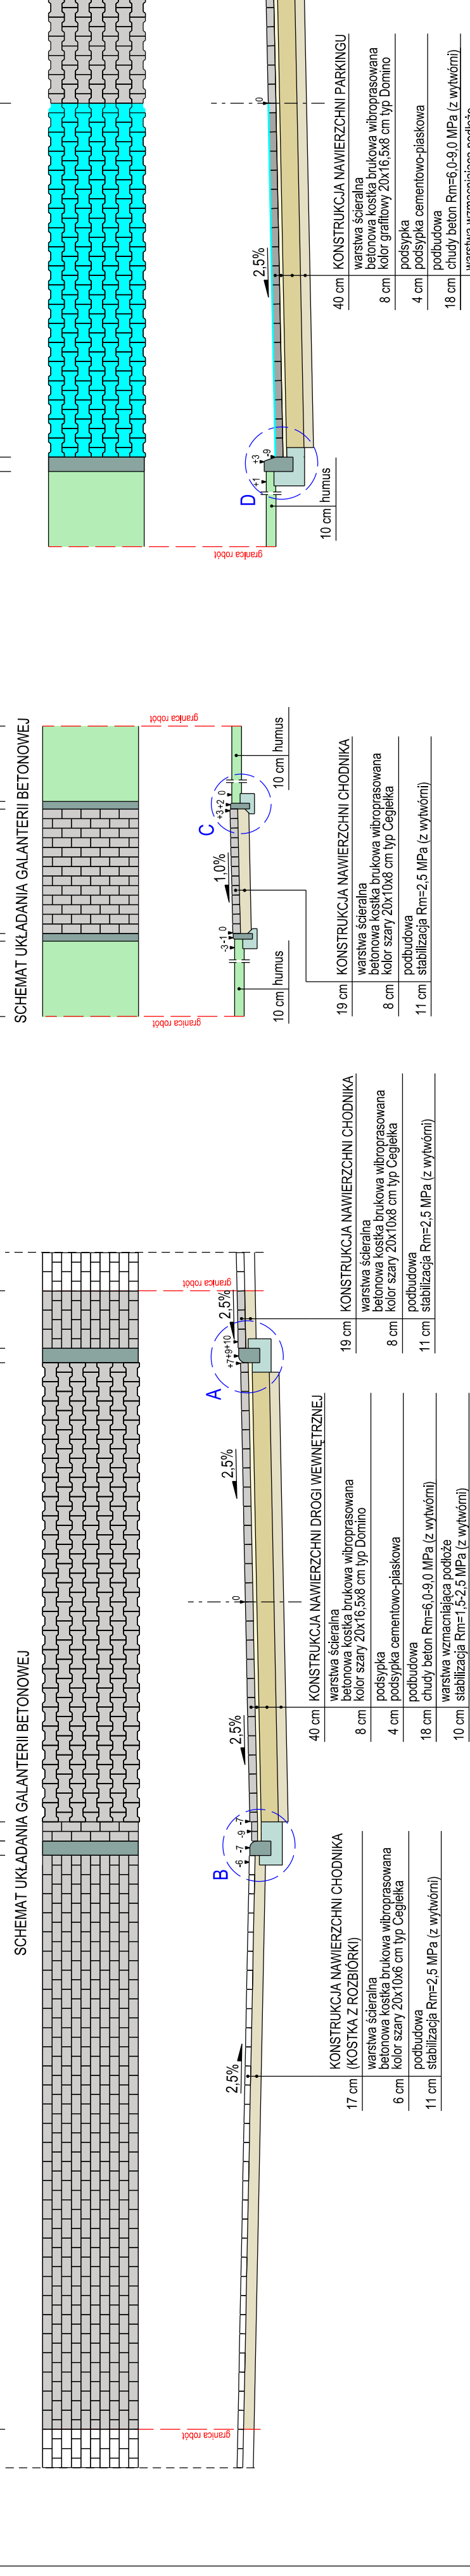 SCHEMAT UKŁADANIA GALANTERII BETONOWEJ
granica robót
granica robót
2,5%
2,5%
2,5%
2,5%
B
-6 -7 -9 -7
0
A
+7 +9 +10
17 cm KONSTRUKCJA NAWIERZCHNI CHODNIKA
(KOSTKA Z ROZBIÓRKI)
warstwa ścieralna
betonowa kostka brukowa wibroprasowana
6 cm kolor szary 20x10x6 cm typ Cegiełka
podbudowa
11 cm stabilizacja Rm=2,5 MPa (z wytwórni)
40 cm KONSTRUKCJA NAWIERZCHNI DROGI WEWNĘTRZNEJ
warstwa ścieralna
betonowa kostka brukowa wibroprasowana
8 cm kolor szary 20x16,5x8 cm typ Domino
podsypka
4 cm podsypka cementowo-piaskowa
podbudowa
18 cm chudy beton Rm=6,0-9,0 MPa (z wytwórni)
warstwa wzmacniająca podłoże
10 cm stabilizacja Rm=1,5-2,5 MPa (z wytwórni)
19 cm KONSTRUKCJA NAWIERZCHNI CHODNIKA
warstwa ścieralna
betonowa kostka brukowa wibroprasowana
8 cm kolor szary 20x10x8 cm typ Cegiełka
podbudowa
11 cm stabilizacja Rm=2,5 MPa (z wytwórni)
SCHEMAT UKŁADANIA GALANTERII BETONOWEJ
granica robót
granica robót
-3 -1 0
1,0%
C
+3 +2 0
10 cm humus
10 cm humus
19 cm KONSTRUKCJA NAWIERZCHNI CHODNIKA
warstwa ścieralna
betonowa kostka brukowa wibroprasowana
8 cm kolor szary 20x10x8 cm typ Cegiełka
podbudowa
11 cm stabilizacja Rm=2,5 MPa (z wytwórni)
granica robót
D
+1 +3 -9
2,5%
0
10 cm humus
40 cm KONSTRUKCJA NAWIERZCHNI PARKINGU
warstwa ścieralna
betonowa kostka brukowa wibroprasowana
8 cm kolor grafitowy 20x16,5x8 cm typ Domino
podsypka
4 cm podsypka cementowo-piaskowa
podbudowa
18 cm chudy beton Rm=6,0-9,0 MPa (z wytwórni)
warstwa wzmacniająca podłoże